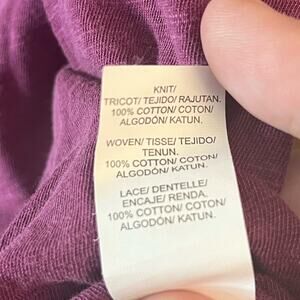 KNIT/
TRICOT/ TEJIDO/ RAJUTAN.
100% COTTON/ COTON/
ALGODÓN/ KATUN.
WOVEN/ TISSE/ TEJIDO/
TENUN.
100% COTTON/ COTON/
ALGODÓN/ KATUN.
LACE/ DENTELLE/
ENCAJE/ RENDA.
100% COTTON/ COTON/
ALGODÓN/ KATUN.